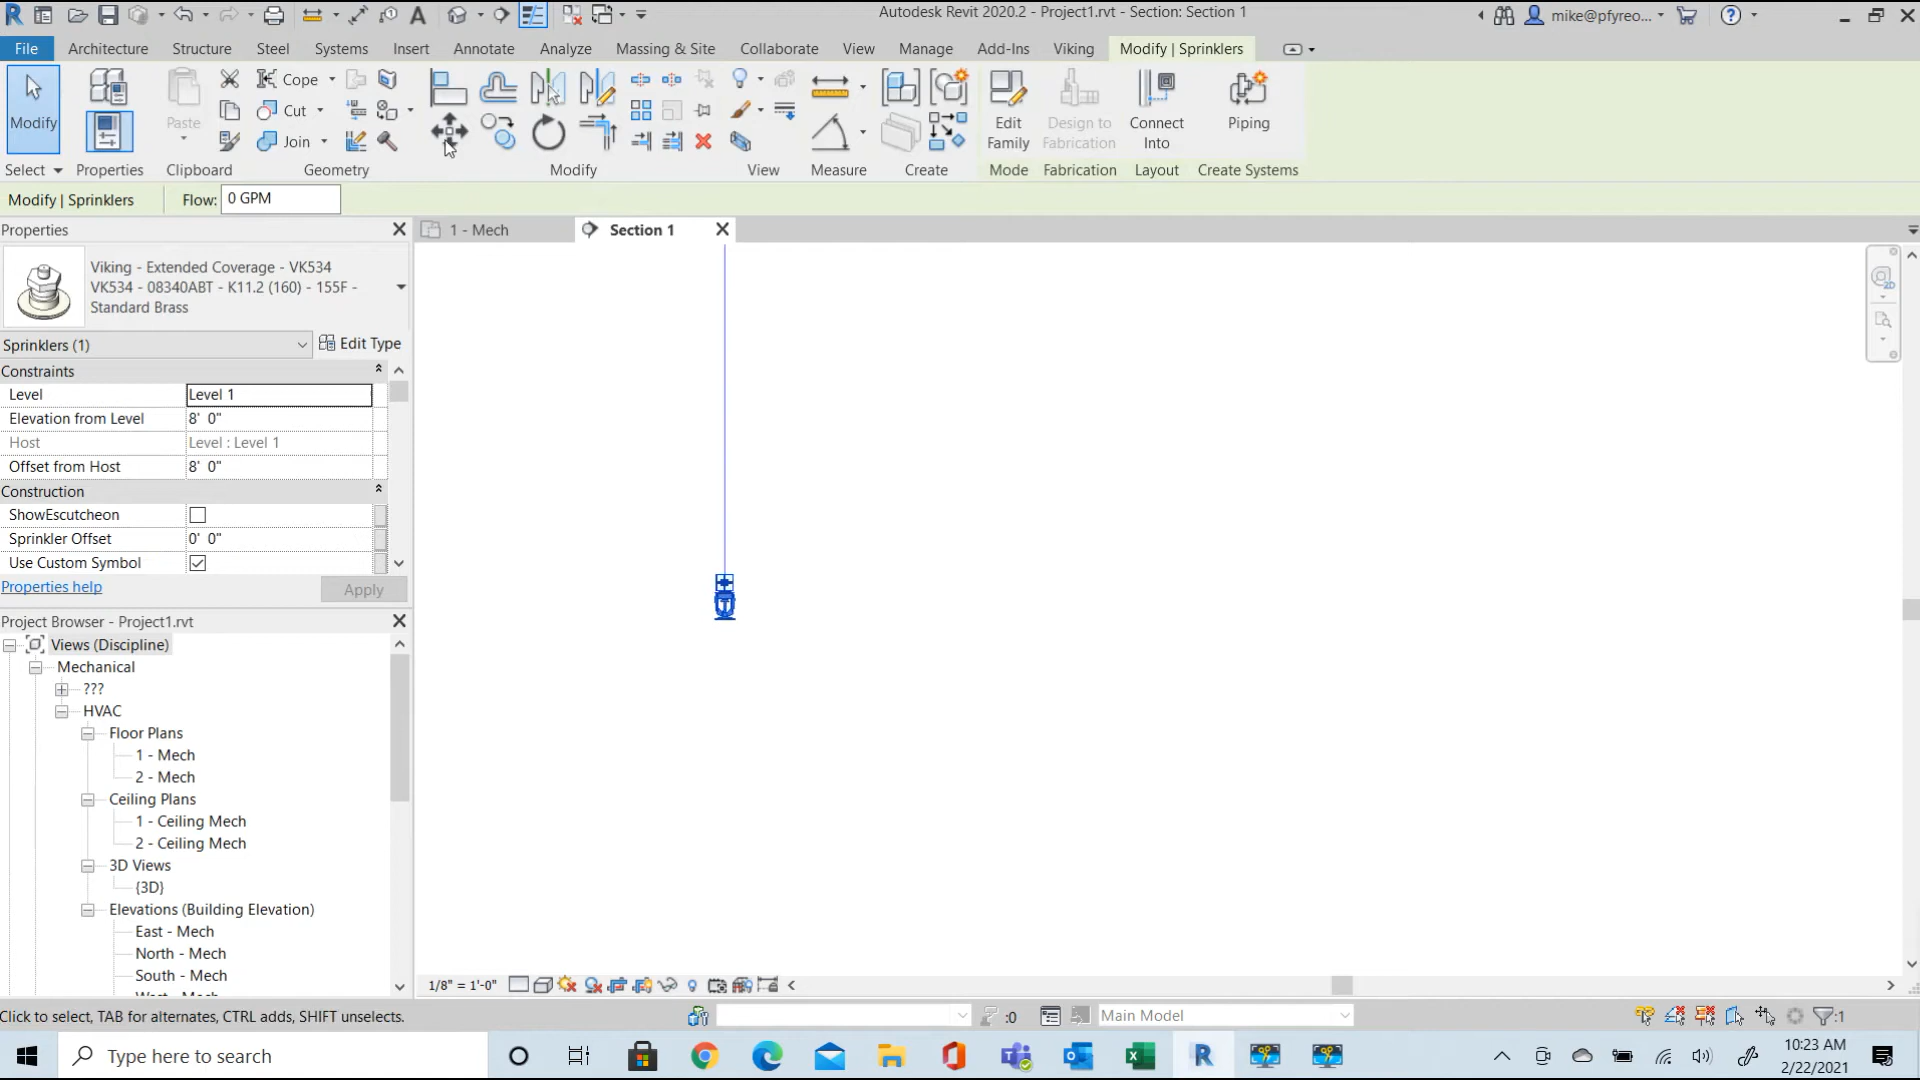 Autodesk Revit 2020.2 - Project1.rvt - Section: Section 1
mike@pfyreo...
File Architecture Structure Steel Systems Insert Annotate Analyze Massing & Site Collaborate View Manage Add-Ins Viking Modify | Sprinklers
Modify
Paste
Cope
Cut
Join
Edit Family
Design to Fabrication
Connect Into
Piping
Select Properties Clipboard Geometry Modify View Measure Create Mode Fabrication Layout Create Systems
Modify | Sprinklers Flow: 0 GPM
Properties
1 - Mech
Section 1
Viking - Extended Coverage - VK534
VK534 - 08340ABT - K11.2 (160) - 155F -
Standard Brass
Sprinklers (1) Edit Type
Constraints
Level Level 1
Elevation from Level 8' 0"
Host Level : Level 1
Offset from Host 8' 0"
Construction
ShowEscutcheon
Sprinkler Offset 0' 0"
Use Custom Symbol
Properties help Apply
Project Browser - Project1.rvt
Views (Discipline)
Mechanical
???
HVAC
Floor Plans
1 - Mech
2 - Mech
Ceiling Plans
1 - Ceiling Mech
2 - Ceiling Mech
3D Views
{3D}
Elevations (Building Elevation)
East - Mech
North - Mech
South - Mech
2D
1/8" = 1'-0"
Click to select, TAB for alternates, CTRL adds, SHIFT unselects.
:0
Main Model
:1
Type here to search
10:23 AM
2/22/2021